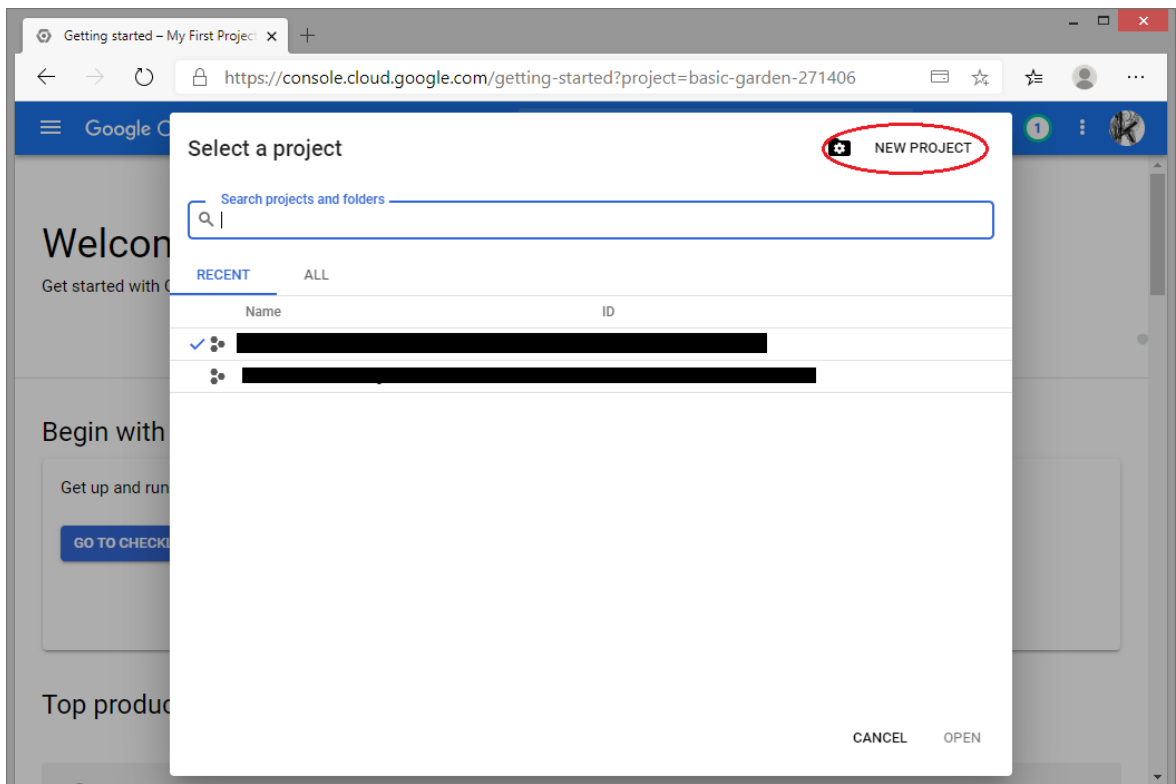 Getting started – My First Project
https://console.cloud.google.com/getting-started?project=basic-garden-271406
Google C
1
Select a project
NEW PROJECT
Search projects and folders
Welcon
Get started with
RECENT ALL
Name ID
Begin with
Get up and run
GO TO CHECKL
Top produc
CANCEL OPEN